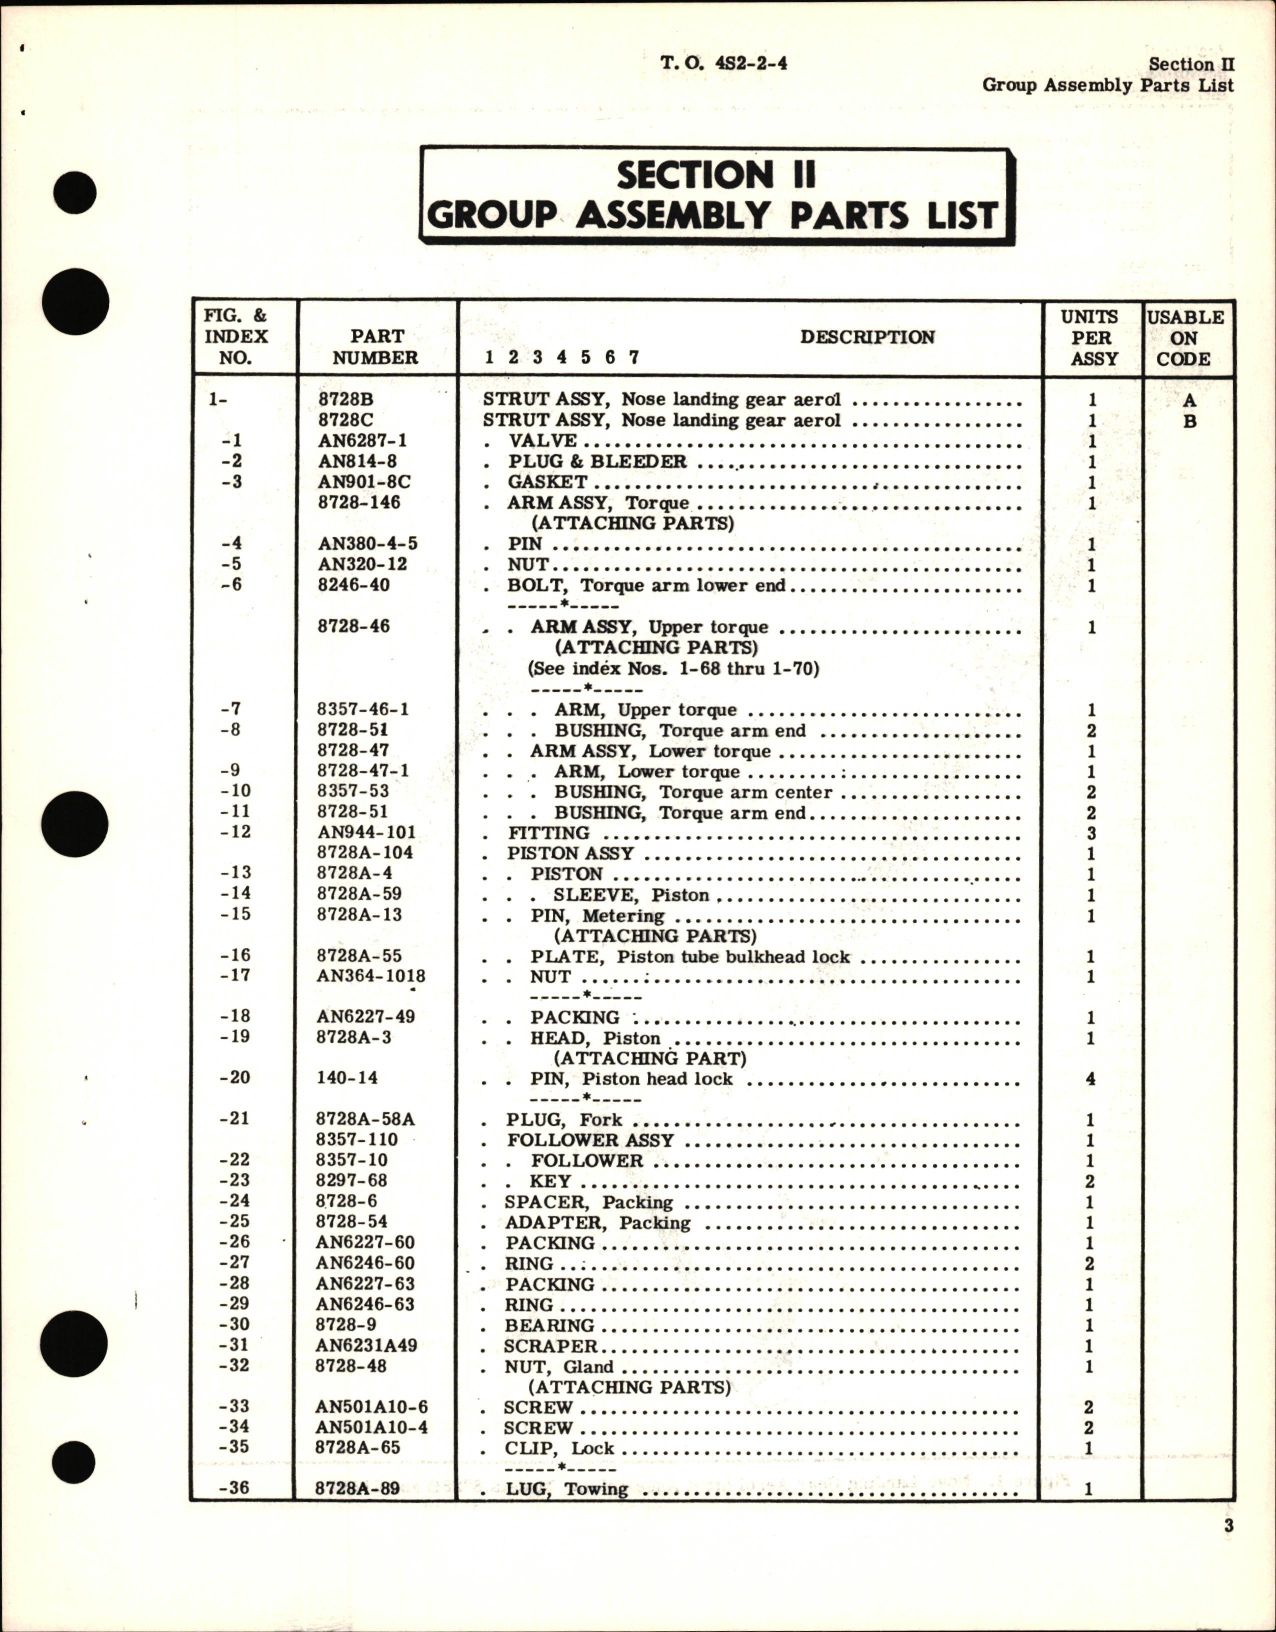 T. O. 4S2-2-4
Section II
Group Assembly Parts List
SECTION II
GROUP ASSEMBLY PARTS LIST
FIG. & INDEX NO. PART NUMBER 1 2 3 4 5 6 7 DESCRIPTION UNITS PER ASSY USABLE ON CODE
1- 8728B STRUT ASSY, Nose landing gear aerol ................ 1 A
8728C STRUT ASSY, Nose landing gear aerol ................ 1 B
-1 AN6287-1 . VALVE ................ 1
-2 AN814-8 . PLUG & BLEEDER ................ 1
-3 AN901-8C . GASKET ................ 1
8728-146 . ARM ASSY, Torque ................ 1
(ATTACHING PARTS)
-4 AN380-4-5 . PIN ................ 1
-5 AN320-12 . NUT ................ 1
-6 8246-40 . BOLT, Torque arm lower end ................ 1
-----*-----
8728-46 . . ARM ASSY, Upper torque ................ 1
(ATTACHING PARTS)
(See index Nos. 1-68 thru 1-70)
-----*-----
-7 8357-46-1 . . . ARM, Upper torque ................ 1
-8 8728-51 . . . BUSHING, Torque arm end ................ 2
8728-47 . . ARM ASSY, Lower torque ................ 1
-9 8728-47-1 . . . ARM, Lower torque ................ 1
-10 8357-53 . . . BUSHING, Torque arm center ................ 2
-11 8728-51 . . . BUSHING, Torque arm end ................ 2
-12 AN944-101 . FITTING ................ 3
8728A-104 . PISTON ASSY ................ 1
-13 8728A-4 . . PISTON ................ 1
-14 8728A-59 . . . SLEEVE, Piston ................ 1
-15 8728A-13 . . PIN, Metering ................ 1
(ATTACHING PARTS)
-16 8728A-55 . . PLATE, Piston tube bulkhead lock ................ 1
-17 AN364-1018 . . NUT ................ 1
-----*-----
-18 AN6227-49 . . PACKING ................ 1
-19 8728A-3 . . HEAD, Piston ................ 1
(ATTACHING PART)
-20 140-14 . . PIN, Piston head lock ................ 4
-----*-----
-21 8728A-58A . PLUG, Fork ................ 1
8357-110 . FOLLOWER ASSY ................ 1
-22 8357-10 . . FOLLOWER ................ 1
-23 8297-68 . . KEY ................ 2
-24 8728-6 . SPACER, Packing ................ 1
-25 8728-54 . ADAPTER, Packing ................ 1
-26 AN6227-60 . PACKING ................ 1
-27 AN6246-60 . RING ................ 2
-28 AN6227-63 . PACKING ................ 1
-29 AN6246-63 . RING ................ 1
-30 8728-9 . BEARING ................ 1
-31 AN6231A49 . SCRAPER ................ 1
-32 8728-48 . NUT, Gland ................ 1
(ATTACHING PARTS)
-33 AN501A10-6 . SCREW ................ 2
-34 AN501A10-4 . SCREW ................ 2
-35 8728A-65 . CLIP, Lock ................ 1
-----*-----
-36 8728A-89 . LUG, Towing ................ 1
3